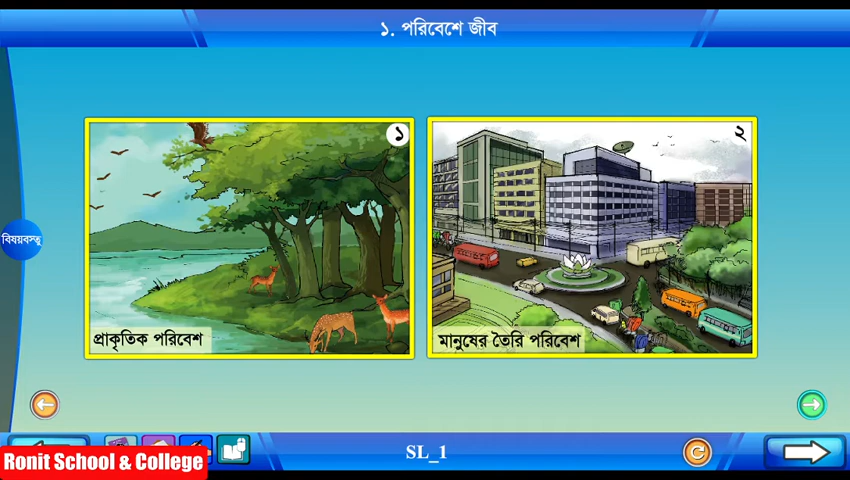 ১. পরিবেশে জীব
১
২
বিষয়বস্তু
প্রাকৃতিক পরিবেশ
মানুষের তৈরি পরিবেশ
SL_1
Ronit School & College